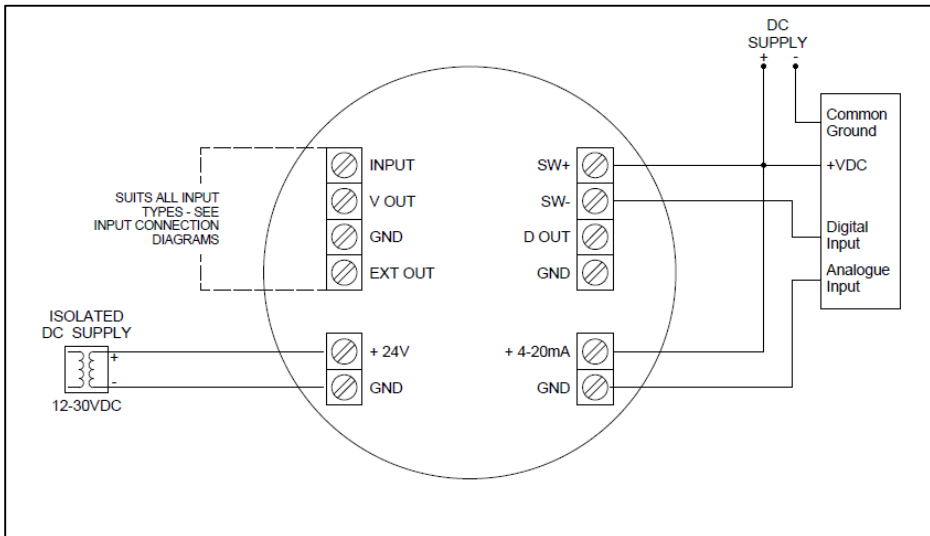 DC
SUPPLY
+ -
Common
Ground
+VDC
Digital
Input
Analogue
Input
SUITS ALL INPUT
TYPES - SEE
INPUT CONNECTION
DIAGRAMS
INPUT
V OUT
GND
EXT OUT
SW+
SW-
D OUT
GND
ISOLATED
DC SUPPLY
+
-
12-30VDC
+ 24V
GND
+ 4-20mA
GND